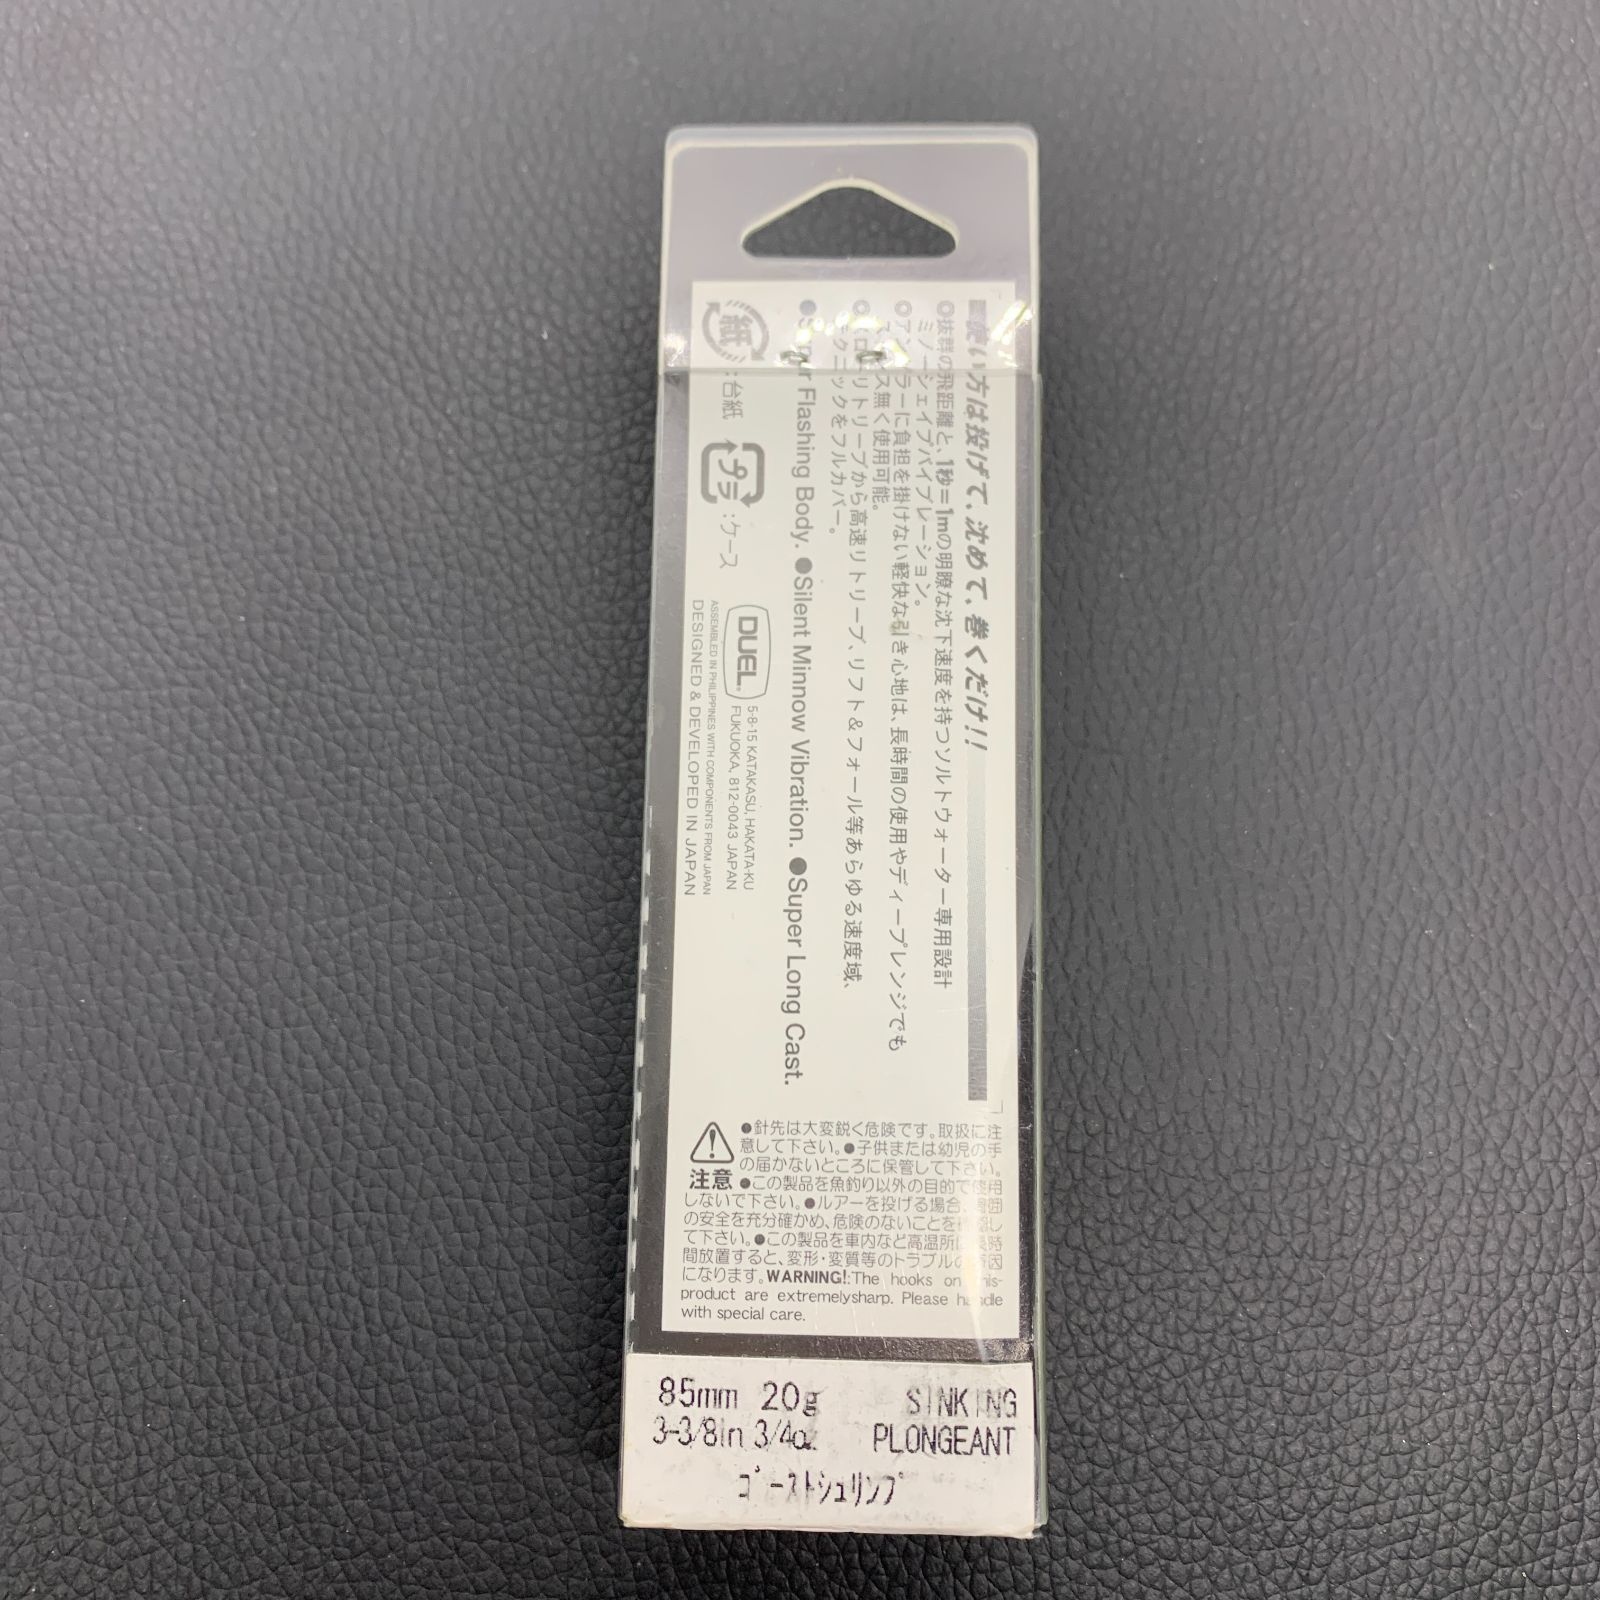 ■使い方は投げて、沈めて、巻くだけ!!
◎抜群の飛距離と、1秒=1mの明瞭な沈下速度を持つソルトウォーター専用設計
ミノーシェイプバイブレーション。
◎アングラーに負担を掛けない軽快な引き心地は、長時間の使用やディープレンジでも
ストレス無く使用可能。
◎スローリトリーブから高速リトリーブ、リフト&フォール等あらゆる速度域、
テクニックをフルカバー。
●Super Flashing Body. ●Silent Minnow Vibration. ●Super Long Cast.
紙:台紙 プラ:ケース
DUEL®
5-8-15 KATAKASU, HAKATA-KU
FUKUOKA, 812-0043 JAPAN
ASSEMBLED IN PHILIPPINES WITH COMPONENTS FROM JAPAN
DESIGNED & DEVELOPED IN JAPAN
注意
●針先は大変鋭く危険です。取扱に注
意して下さい。●子供または幼児の手
の届かないところに保管して下さい。
●この製品を魚釣り以外の目的で使用
しないで下さい。●ルアーを投げる場合、周囲
の安全を充分確かめ、危険のないことを確認し
て下さい。●この製品を車内など高温所に長時
間放置すると、変形・変質等のトラブルの原因
になります。WARNING!:The hooks on this-
product are extremelysharp. Please handle
with special care.
85mm 20g SINKING
3-3/8in 3/4oz PLONGEANT
ゴーストシュリンプ